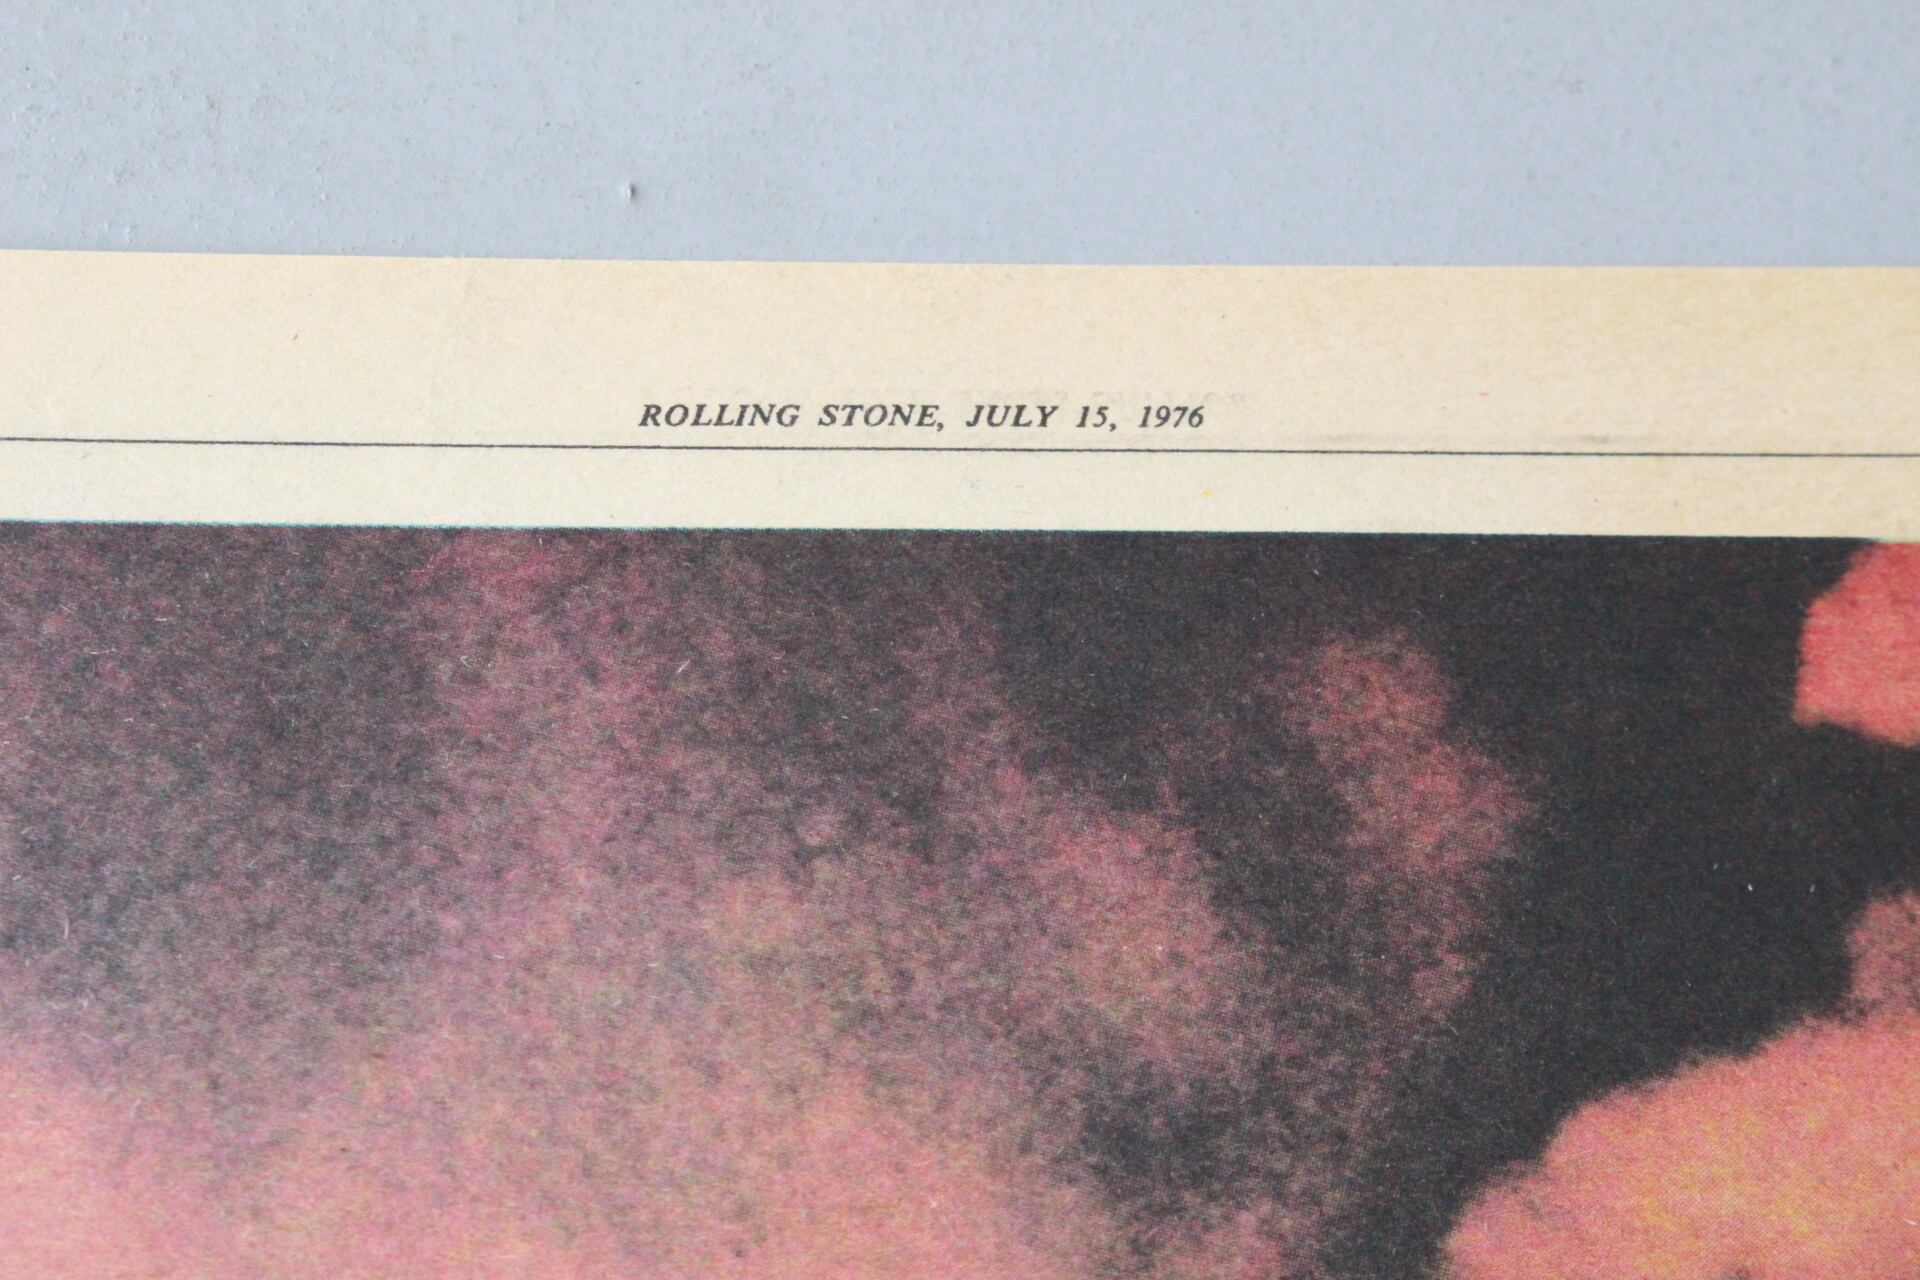 ROLLING STONE, JULY 15, 1976